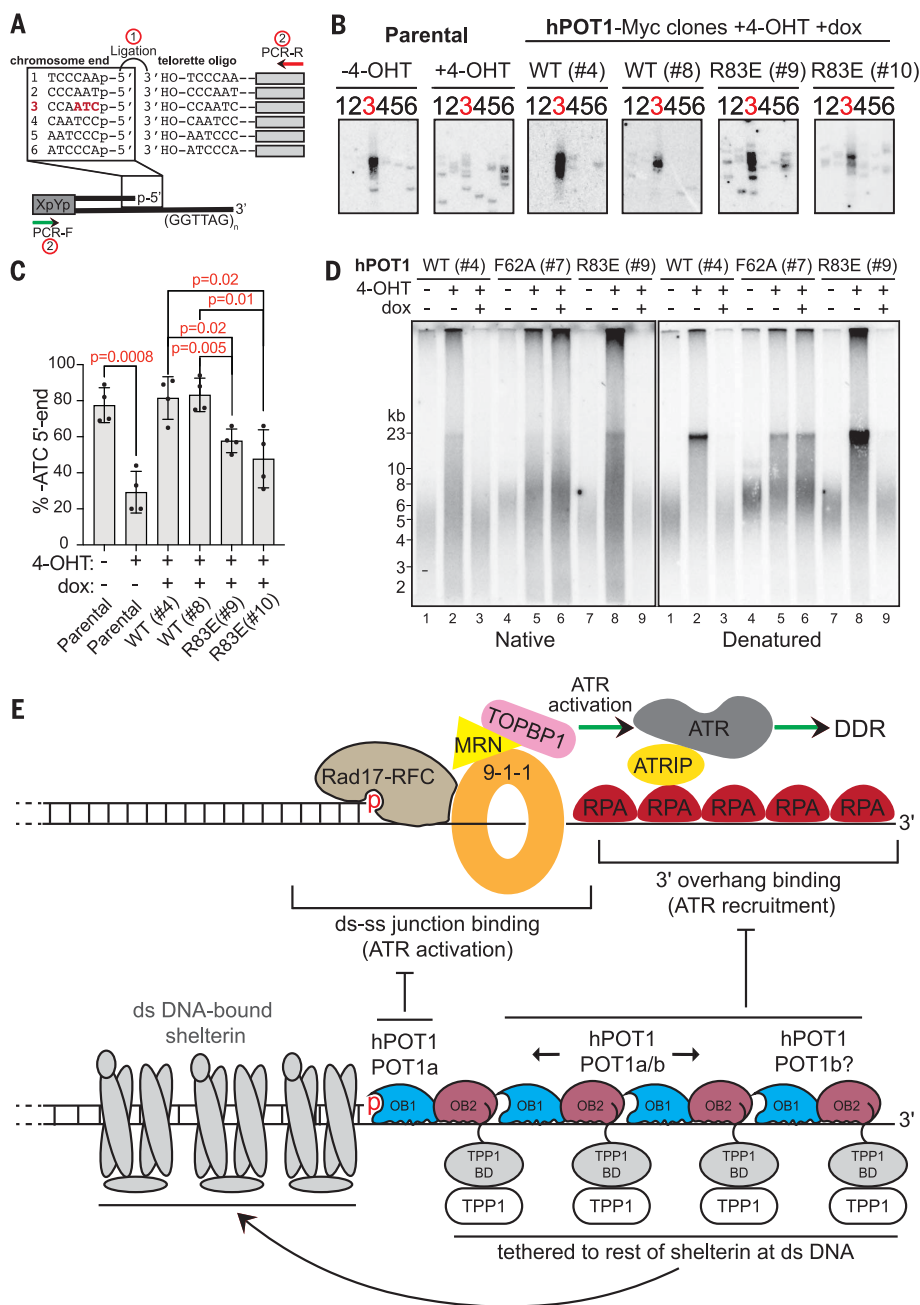 A
① Ligation
② PCR-R
chromosome end telorette oligo
1 TCCCAAp-5' 3'HO-TCCCAA--
2 CCCAATp-5' 3'HO-CCCAAT--
3 CCAATCp-5' 3'HO-CCAATC--
4 CAATCCp-5' 3'HO-CAATCC--
5 AATCCCp-5' 3'HO-AATCCC--
6 ATCCCAp-5' 3'HO-ATCCCA--
XpYp
p-5'
3'
(GGTTAG)n
PCR-F
②
B
Parental hPOT1-Myc clones +4-OHT +dox
-4-OHT +4-OHT WT (#4) WT (#8) R83E (#9) R83E (#10)
123456 123456 123456 123456 123456 123456
C
p=0.02
p=0.01
p=0.02
p=0.0008 p=0.005
% -ATC 5'-end
100
80
60
40
20
0
4-OHT: - + + + + +
dox: - - + + + +
Parental Parental WT (#4) WT (#8) R83E(#9) R83E(#10)
D
hPOT1 WT (#4) F62A (#7) R83E (#9) WT (#4) F62A (#7) R83E (#9)
4-OHT - + + - + + - + + - + + - + + - + +
dox - - + - - + - - + - - + - - + - - +
kb
23
10
8
6
5
4
3
2
1 2 3 4 5 6 7 8 9 1 2 3 4 5 6 7 8 9
Native Denatured
E
ATR activation
TOPBP1
ATR
DDR
MRN
ATRIP
Rad17-RFC
9-1-1
p
RPA RPA RPA RPA RPA
3'
3' overhang binding
(ATR recruitment)
ds-ss junction binding
(ATR activation)
ds DNA-bound
shelterin
hPOT1 hPOT1 hPOT1
POT1a POT1a/b POT1b?
p OB1 OB2 OB1 OB2 OB1 OB2 OB1 OB2
3'
TPP1 BD TPP1 BD TPP1 BD TPP1 BD
TPP1 TPP1 TPP1 TPP1
tethered to rest of shelterin at ds DNA